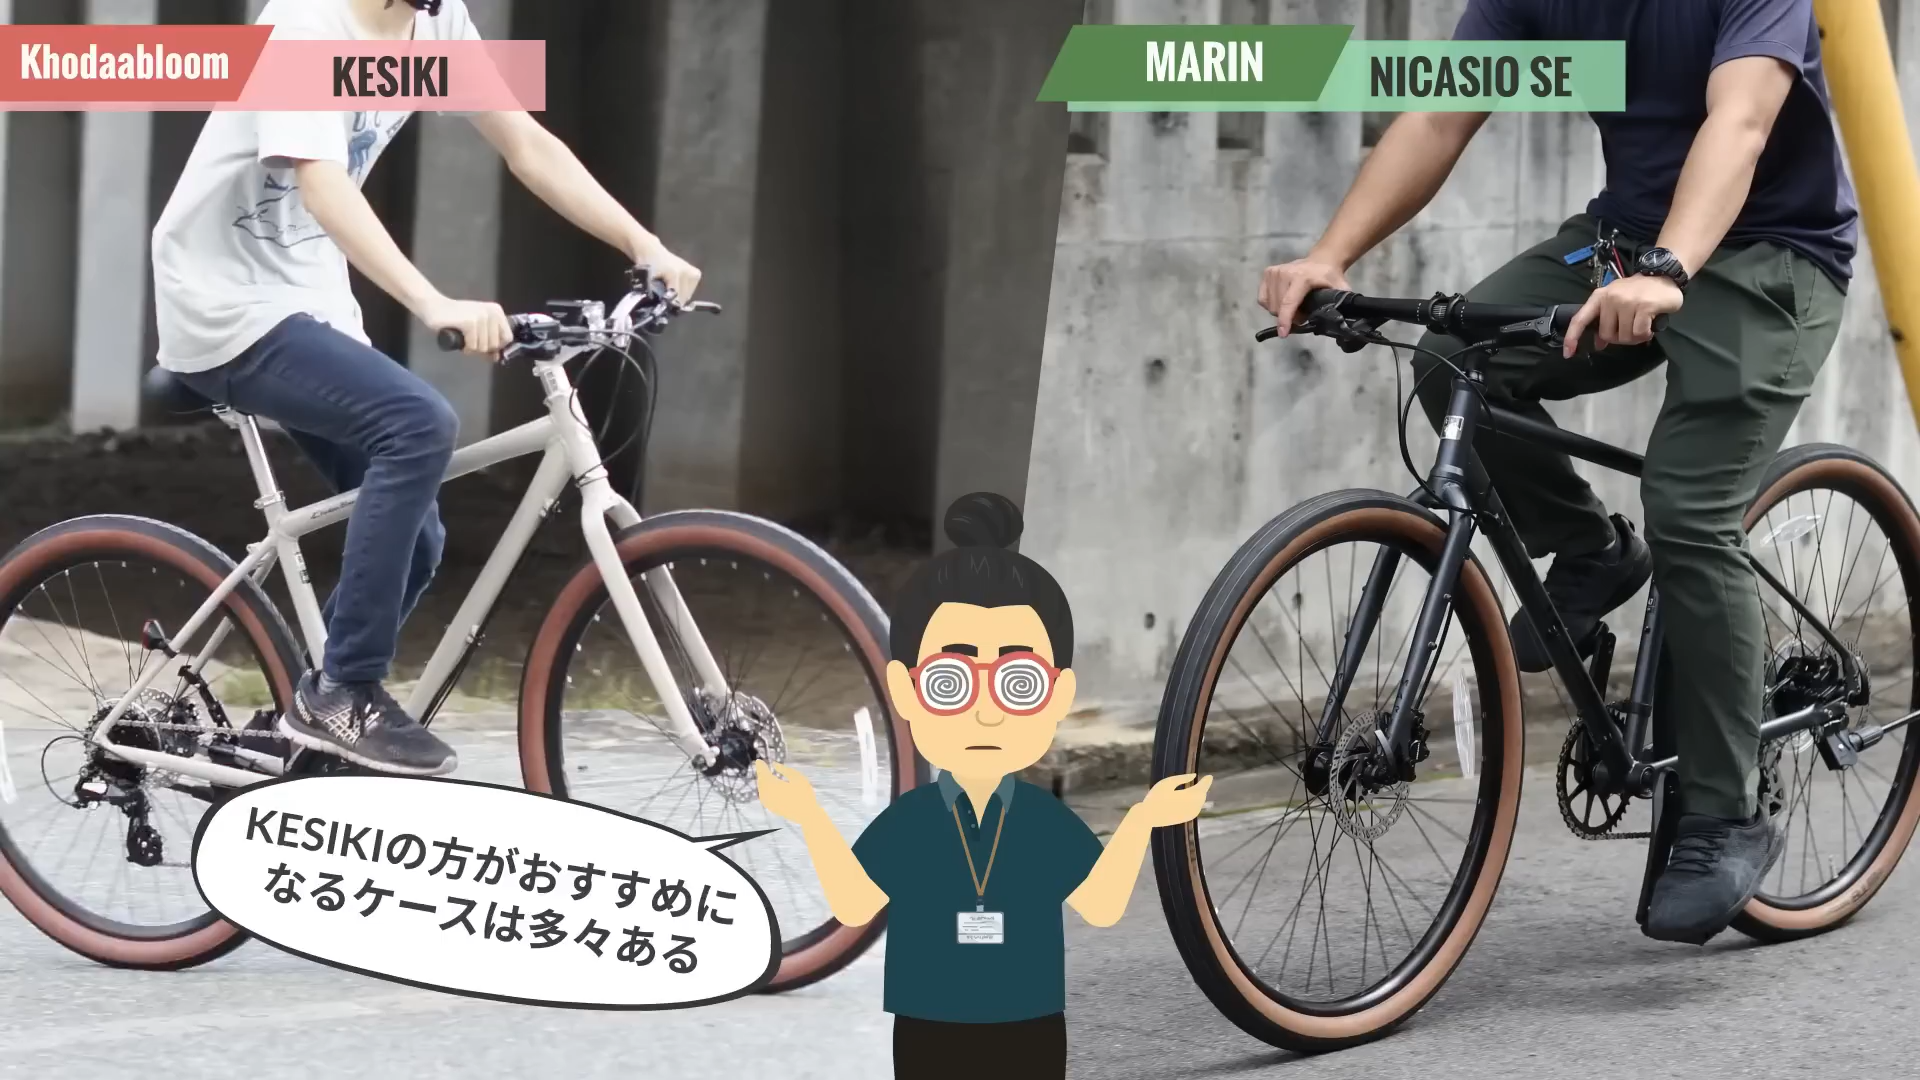 Khodaabloom
KESIKI
MARIN
NICASIO SE
KESIKIの方がおすすめに
なるケースは多々ある